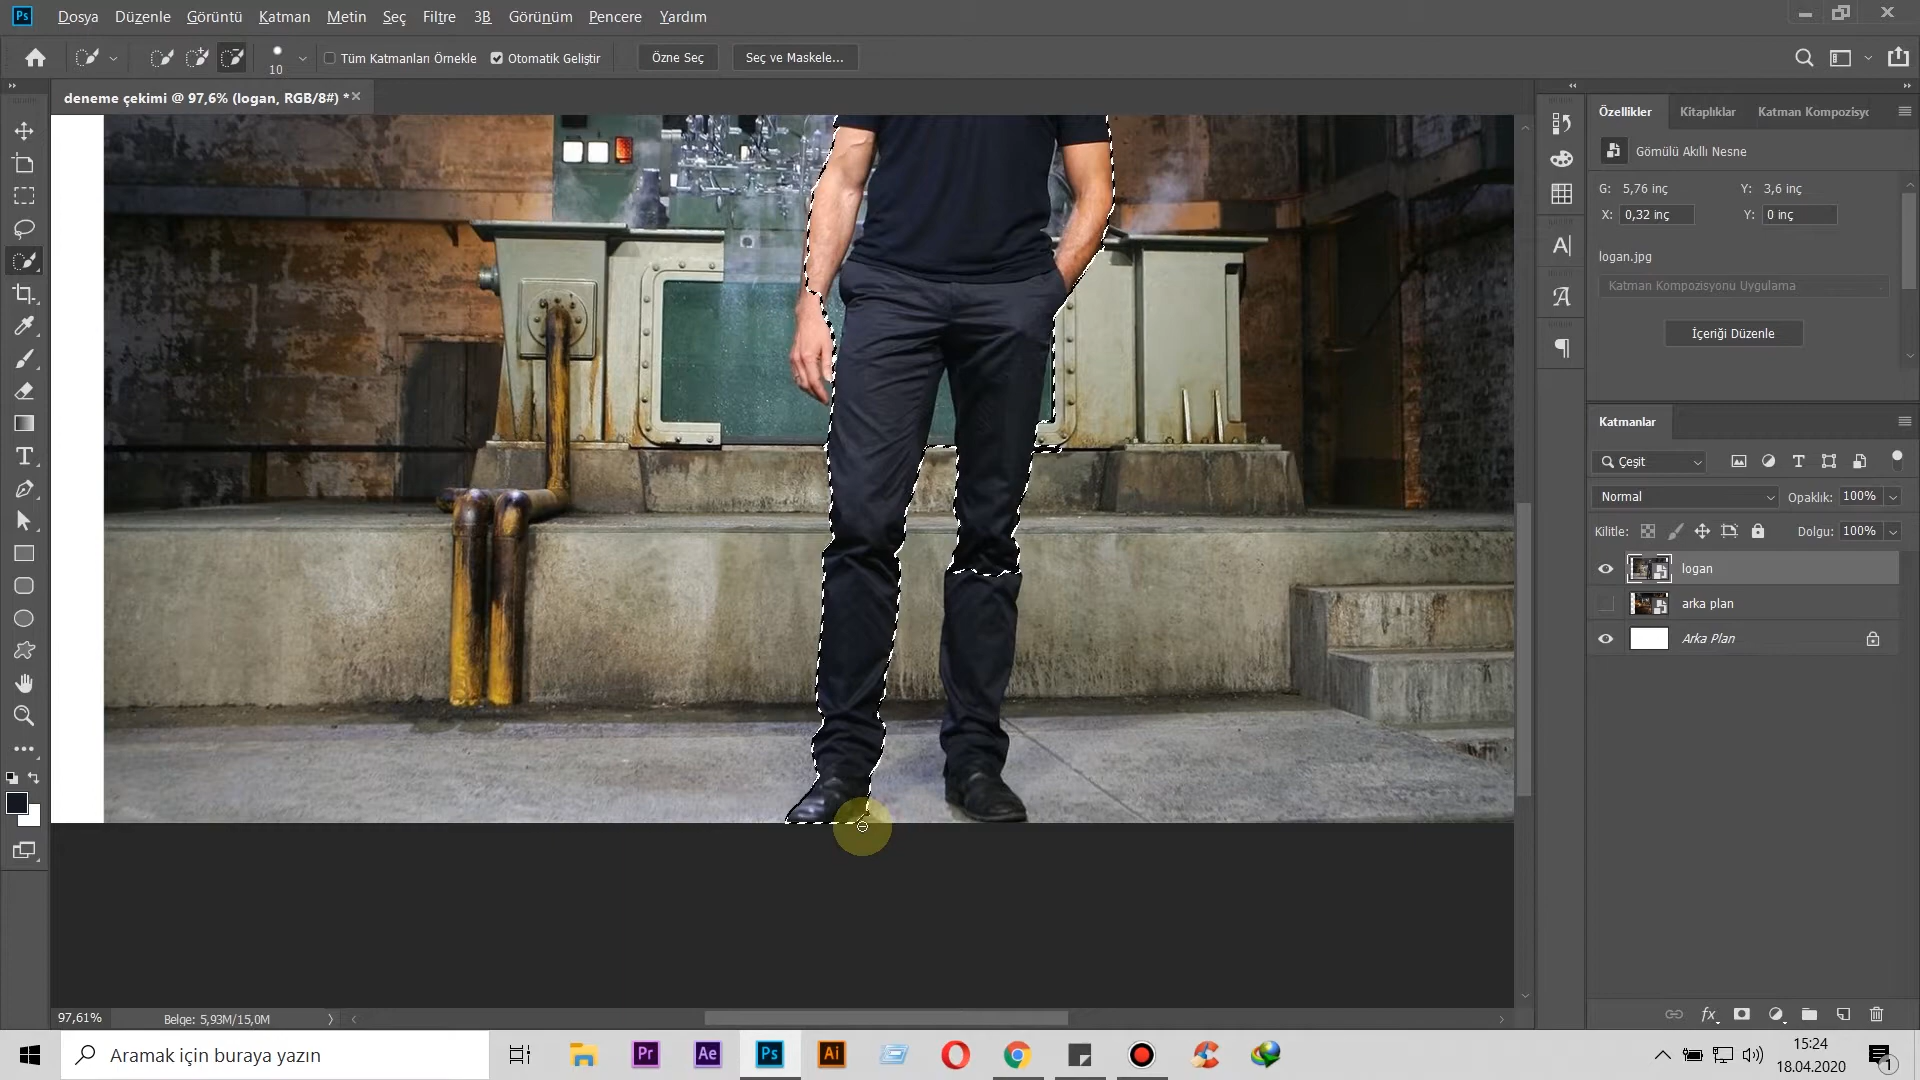 Ps Dosya Düzenle Görüntü Katman Metin Seç Filtre 3B Görünüm Pencere Yardım
10 Tüm Katmanları Örnekle Otomatik Geliştir Özne Seç Seç ve Maskele...
deneme çekimi @ 97,6% (logan, RGB/8#) *
Özellikler Kitaplıklar Katman Kompozisyo
Gömülü Akıllı Nesne
G: 5,76 inç Y: 3,6 inç
X: 0,32 inç Y: 0 inç
logan.jpg
Katman Kompozisyonu Uygulama
İçeriği Düzenle
Katmanlar
Çeşit
Normal Opaklık: 100%
Kilitle: Dolgu: 100%
logan
arka plan
Arka Plan
97,61% Belge: 5,93M/15,0M
fx
Aramak için buraya yazın
Pr Ae Ps Ai
15:24
18.04.2020
1